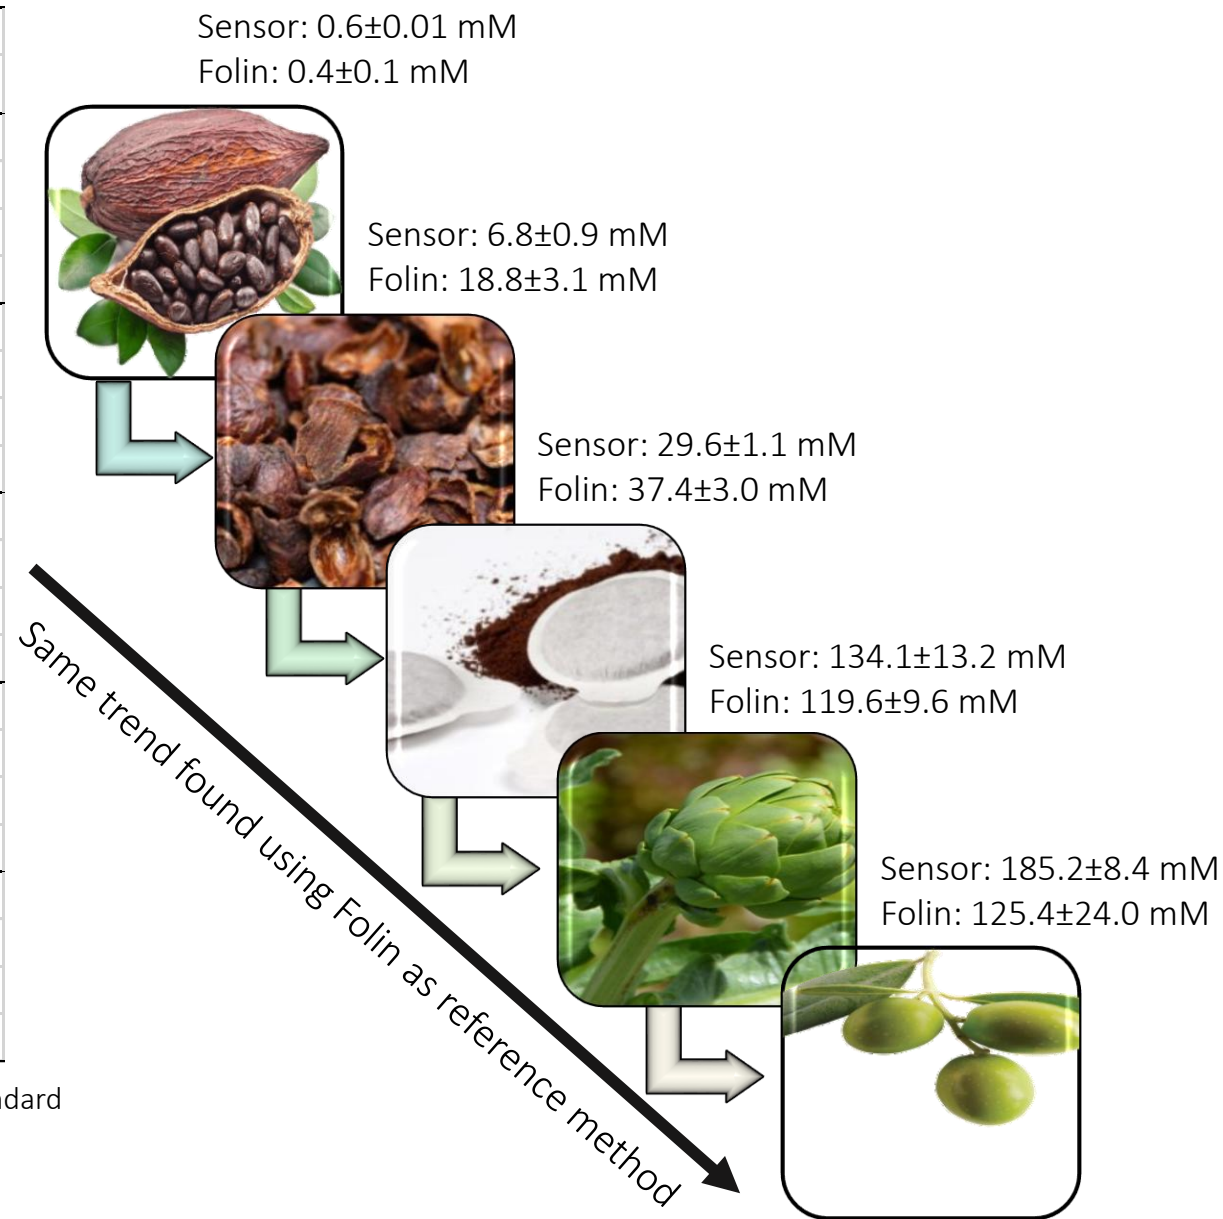 Sensor: 0.6±0.01 mM
Folin: 0.4±0.1 mM
Sensor: 6.8±0.9 mM
Folin: 18.8±3.1 mM
Sensor: 29.6±1.1 mM
Folin: 37.4±3.0 mM
Sensor: 134.1±13.2 mM
Folin: 119.6±9.6 mM
Sensor: 185.2±8.4 mM
Folin: 125.4±24.0 mM
Same trend found using Folin as reference method